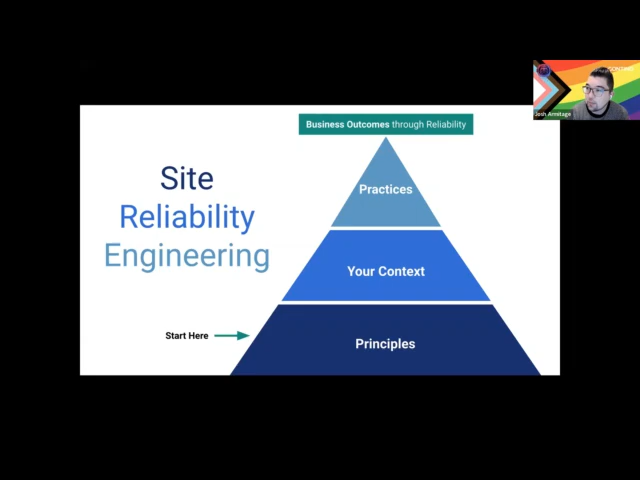 Business Outcomes through Reliability
Site
Reliability
Engineering
Practices
Your Context
Start Here
Principles
Josh Armitage